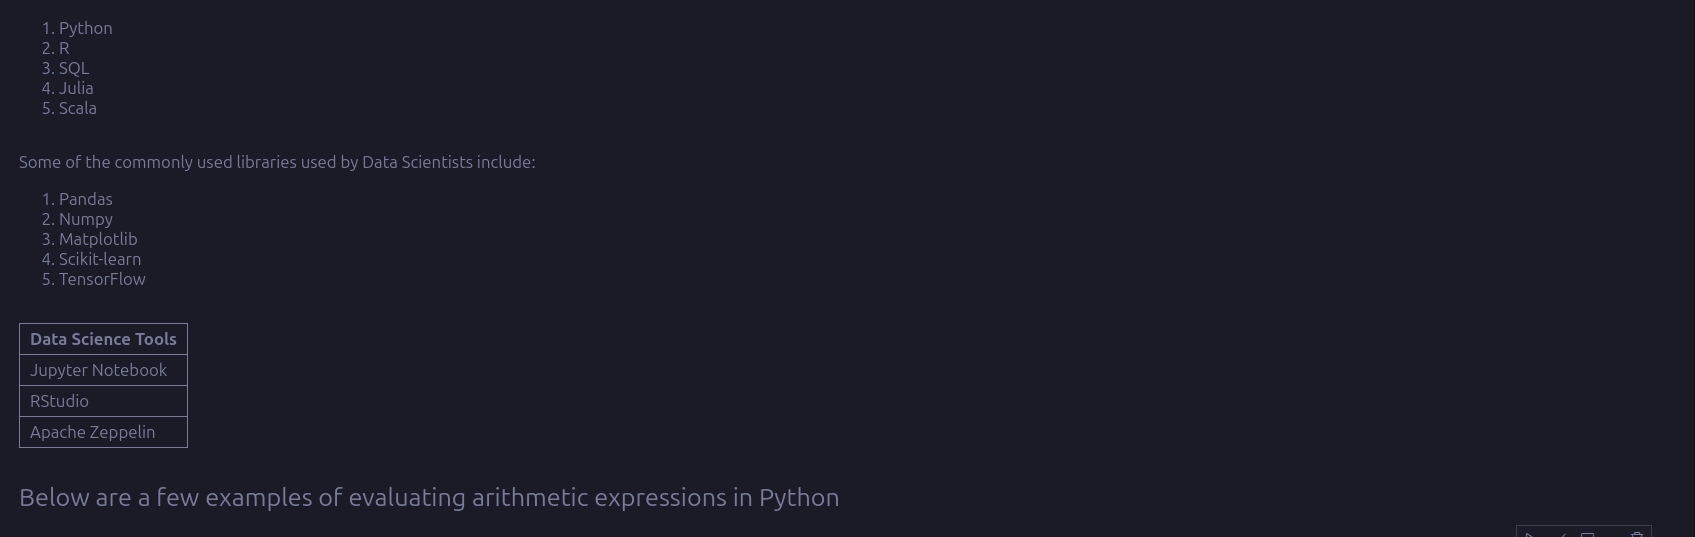 1. Python
2. R
3. SQL
4. Julia
5. Scala
Some of the commonly used libraries used by Data Scientists include:
1. Pandas
2. Numpy
3. Matplotlib
4. Scikit-learn
5. TensorFlow
Data Science Tools
Jupyter Notebook
RStudio
Apache Zeppelin
Below are a few examples of evaluating arithmetic expressions in Python